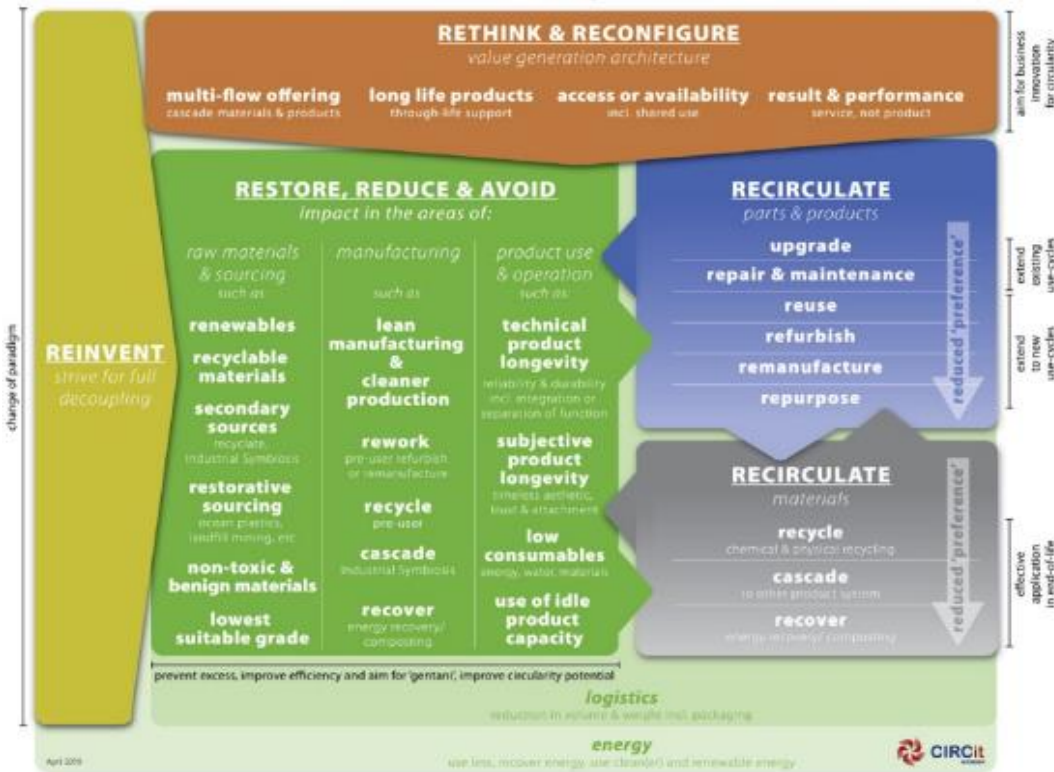 RETHINK & RECONFIGURE
value generation architecture
multi-flow offering
cascade materials & products
long life products
through-life support
access or availability
incl. shared use
result & performance
service, not product
aim for business
innovation
for circularity
change of paradigm
REINVENT
strive for full
decoupling
RESTORE, REDUCE & AVOID
impact in the areas of:
raw materials
& sourcing
such as
renewables
recyclable
materials
secondary
sources
recyclate,
Industrial Symbiosis
restorative
sourcing
ocean plastics,
landfill mining, etc
non-toxic &
benign materials
lowest
suitable grade
manufacturing
such as
lean
manufacturing
&
cleaner
production
rework
pre-user refurbish
or remanufacture
recycle
pre-user
cascade
Industrial Symbiosis
recover
energy recovery/
composting
product use
& operation
such as:
technical
product
longevity
reliability & durability
incl. integration or
separation of function
subjective
product
longevity
timeless aesthetic,
trust & attachment
low
consumables
energy, water, materials
use of idle
product
capacity
RECIRCULATE
parts & products
upgrade
repair & maintenance
reuse
refurbish
remanufacture
repurpose
reduced 'preference'
extend
existing
use-cycles
extend
to new
use-cycles
RECIRCULATE
materials
recycle
chemical & physical recycling
cascade
to other product system
recover
energy recovery/ composting
reduced 'preference'
effective
application
in end-of-life
prevent excess, improve efficiency and aim for 'gentani', improve circularity potential
logistics
reduction in volume & weight incl. packaging
energy
use less, recover energy, use clean(er) and renewable energy
CIRCit